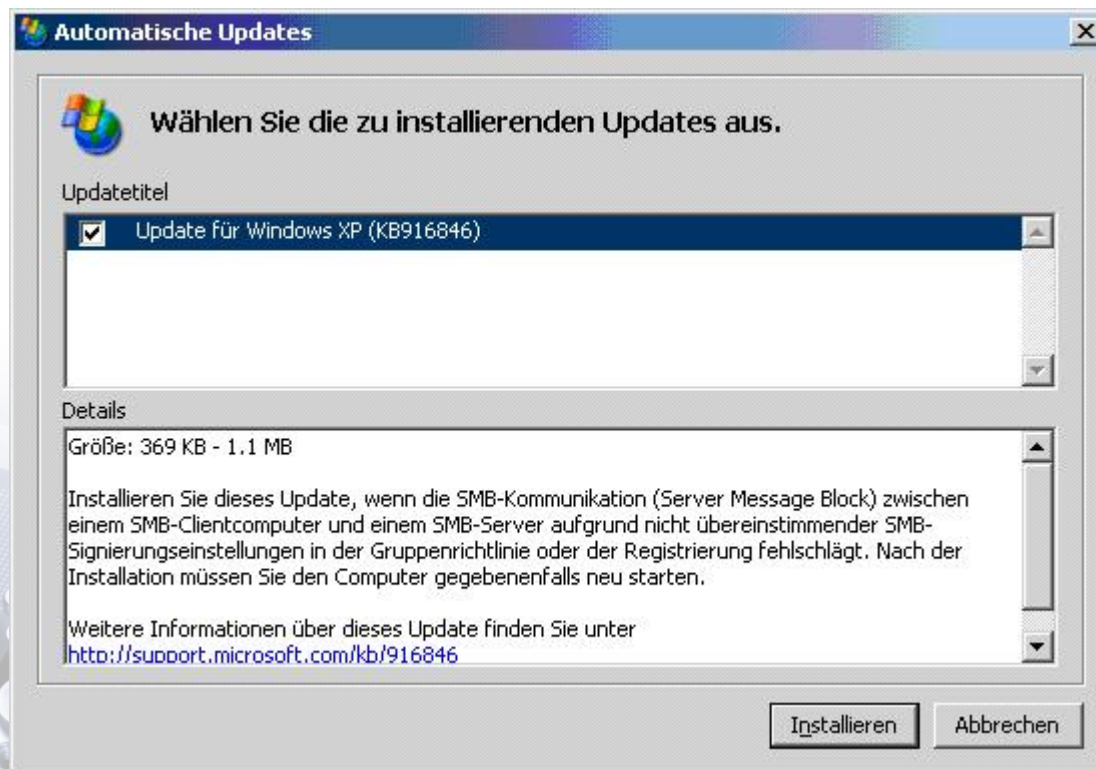 Automatische Updates
Wählen Sie die zu installierenden Updates aus.
Updatetitel
Update für Windows XP (KB916846)
Details
Größe: 369 KB - 1.1 MB
Installieren Sie dieses Update, wenn die SMB-Kommunikation (Server Message Block) zwischen
einem SMB-Clientcomputer und einem SMB-Server aufgrund nicht übereinstimmender SMB-
Signierungseinstellungen in der Gruppenrichtlinie oder der Registrierung fehlschlägt. Nach der
Installation müssen Sie den Computer gegebenenfalls neu starten.
Weitere Informationen über dieses Update finden Sie unter
http://support.microsoft.com/kb/916846
Installieren
Abbrechen